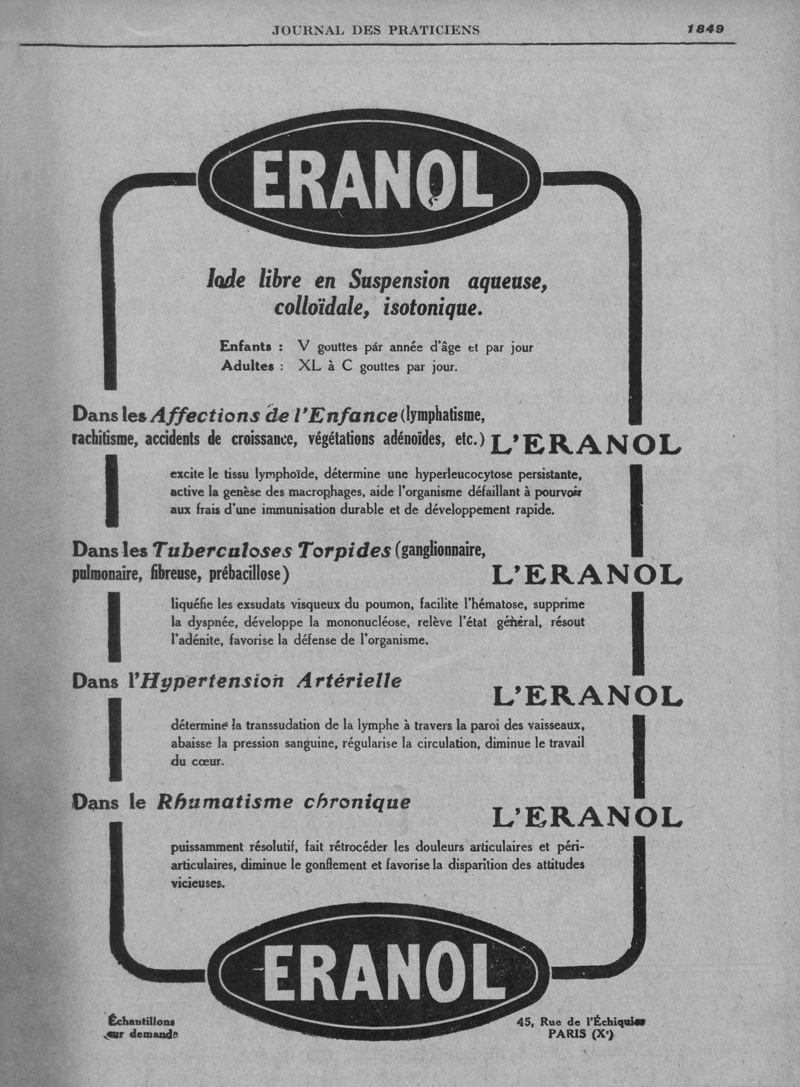 JOURNAL DES PRATICIENS 1849
ERANOL
Iode libre en Suspension aqueuse,
colloïdale, isotonique.
Enfants : V gouttes par année d'âge et par jour
Adultes : XL à C gouttes par jour.
Dans les Affections de l'Enfance (lymphatisme,
rachitisme, accidents de croissance, végétations adénoïdes, etc.) L'ERANOL
excite le tissu lymphoïde, détermine une hyperleucocytose persistante,
active la genèse des macrophages, aide l'organisme défaillant à pourvoir
aux frais d'une immunisation durable et de développement rapide.
Dans les Tuberculoses Torpides (ganglionnaire,
pulmonaire, fibreuse, prébacillose) L'ERANOL
liquéfie les exsudats visqueux du poumon, facilite l'hématose, supprime
la dyspnée, développe la mononucléose, relève l'état général, résout
l'adénite, favorise la défense de l'organisme.
Dans l'Hypertension Artérielle
L'ERANOL
détermine la transsudation de la lymphe à travers la paroi des vaisseaux,
abaisse la pression sanguine, régularise la circulation, diminue le travail
du cœur.
Dans le Rhumatisme chronique
L'ERANOL
puissamment résolutif, fait rétrocéder les douleurs articulaires et péri-
articulaires, diminue le gonflement et favorise la disparition des attitudes
vicieuses.
ERANOL
Échantillons
sur demande
45, Rue de l'Échiquier
PARIS (Xe)